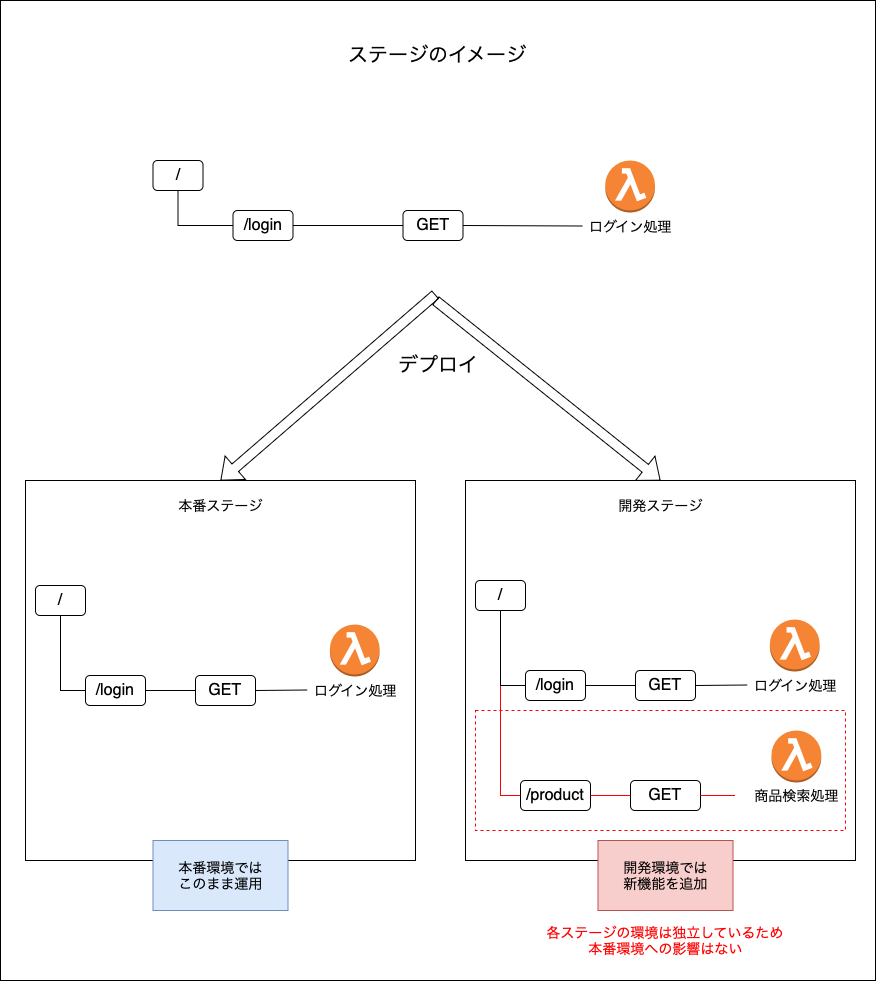 ステージのイメージ
/
/login
GET
ログイン処理
デプロイ
本番ステージ
/
/login
GET
ログイン処理
本番環境では
このまま運用
開発ステージ
/
/login
GET
ログイン処理
/product
GET
商品検索処理
開発環境では
新機能を追加
各ステージの環境は独立しているため
本番環境への影響はない